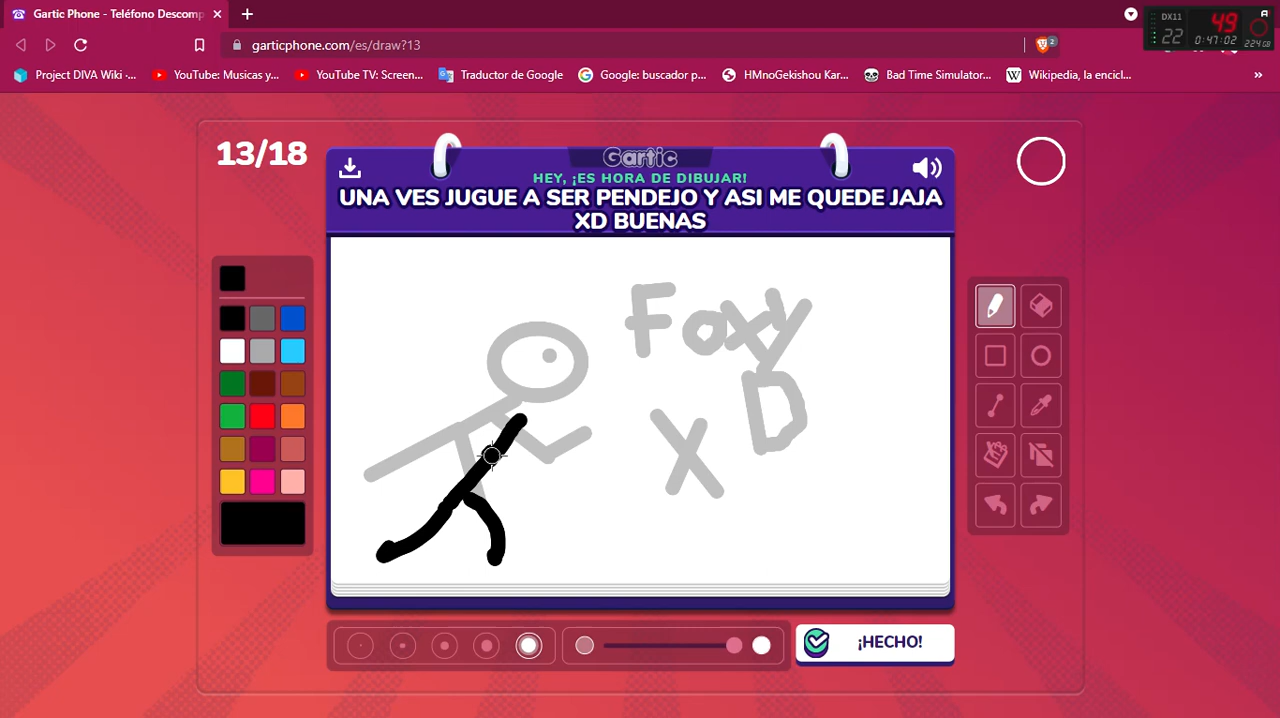 Gartic Phone - Teléfono Descomp
garticphone.com/es/draw?13
2
DX11
49
22
0:47:02
224GB
A
Project DIVA Wiki -...
YouTube: Musicas y...
YouTube TV: Screen...
Traductor de Google
Google: buscador p...
HMnoGekishou Kar...
Bad Time Simulator...
Wikipedia, la encicl...
»
13/18
Gartic
HEY, ¡ES HORA DE DIBUJAR!
UNA VES JUGUE A SER PENDEJO Y ASI ME QUEDE JAJA
XD BUENAS
Foxy
XD
¡HECHO!